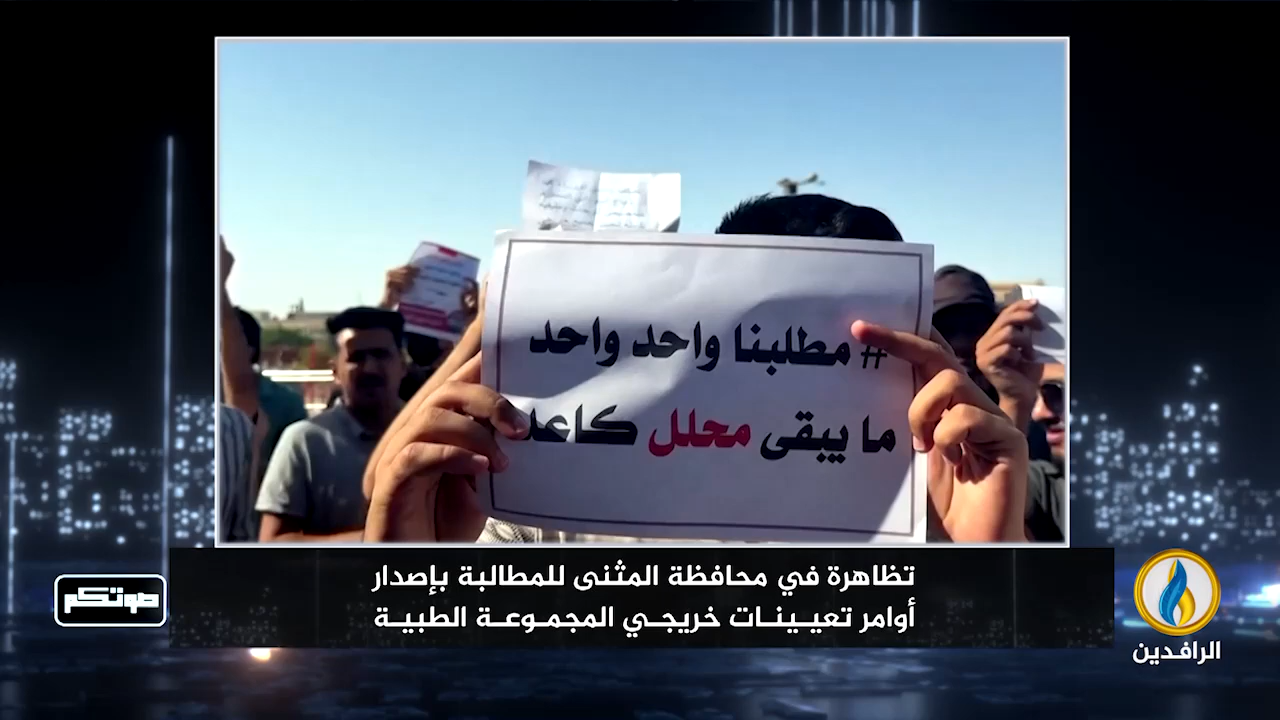 # مطلبنا واحد واحد
ما يبقى محلل كاعد
تظاهرة في محافظة المثنى للمطالبة بإصدار
أوامر تعيينات خريجي المجموعة الطبية
صوتكم
الرافدين